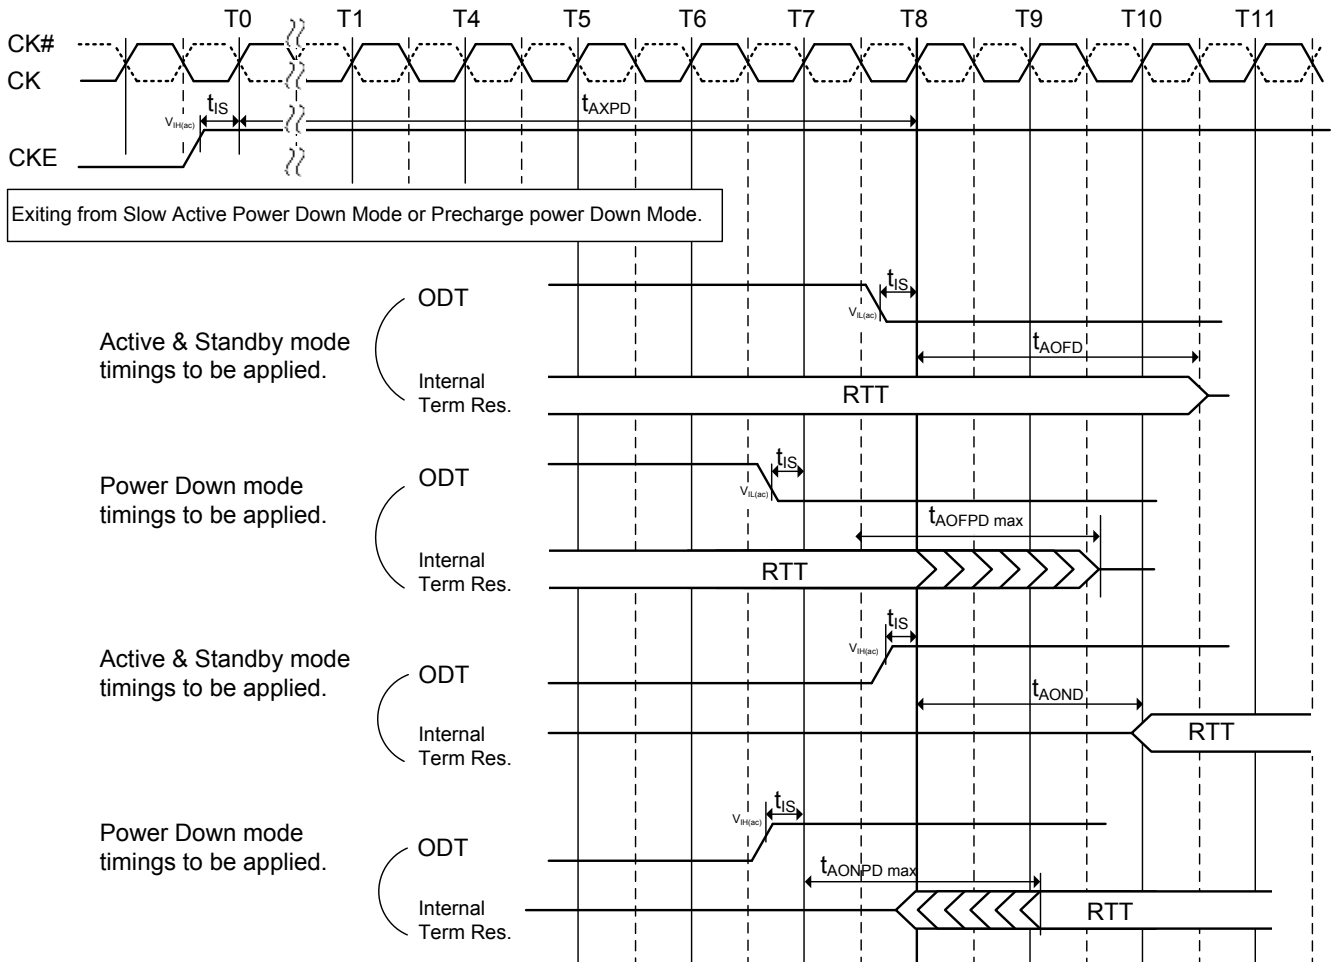 T0 T1 T4 T5 T6 T7 T8 T9 T10 T11
CK#
CK
tIS tAXPD
VIH(ac)
CKE
Exiting from Slow Active Power Down Mode or Precharge power Down Mode.
ODT
tIS
VIL(ac)
Active & Standby mode
timings to be applied.
tAOFD
Internal
Term Res.
RTT
Power Down mode
timings to be applied.
ODT
tIS
VIL(ac)
tAOFPD max
Internal
Term Res.
RTT
Active & Standby mode
timings to be applied.
ODT
tIS
VIH(ac)
tAOND
Internal
Term Res.
RTT
Power Down mode
timings to be applied.
ODT
tIS
VIH(ac)
tAONPD max
Internal
Term Res.
RTT